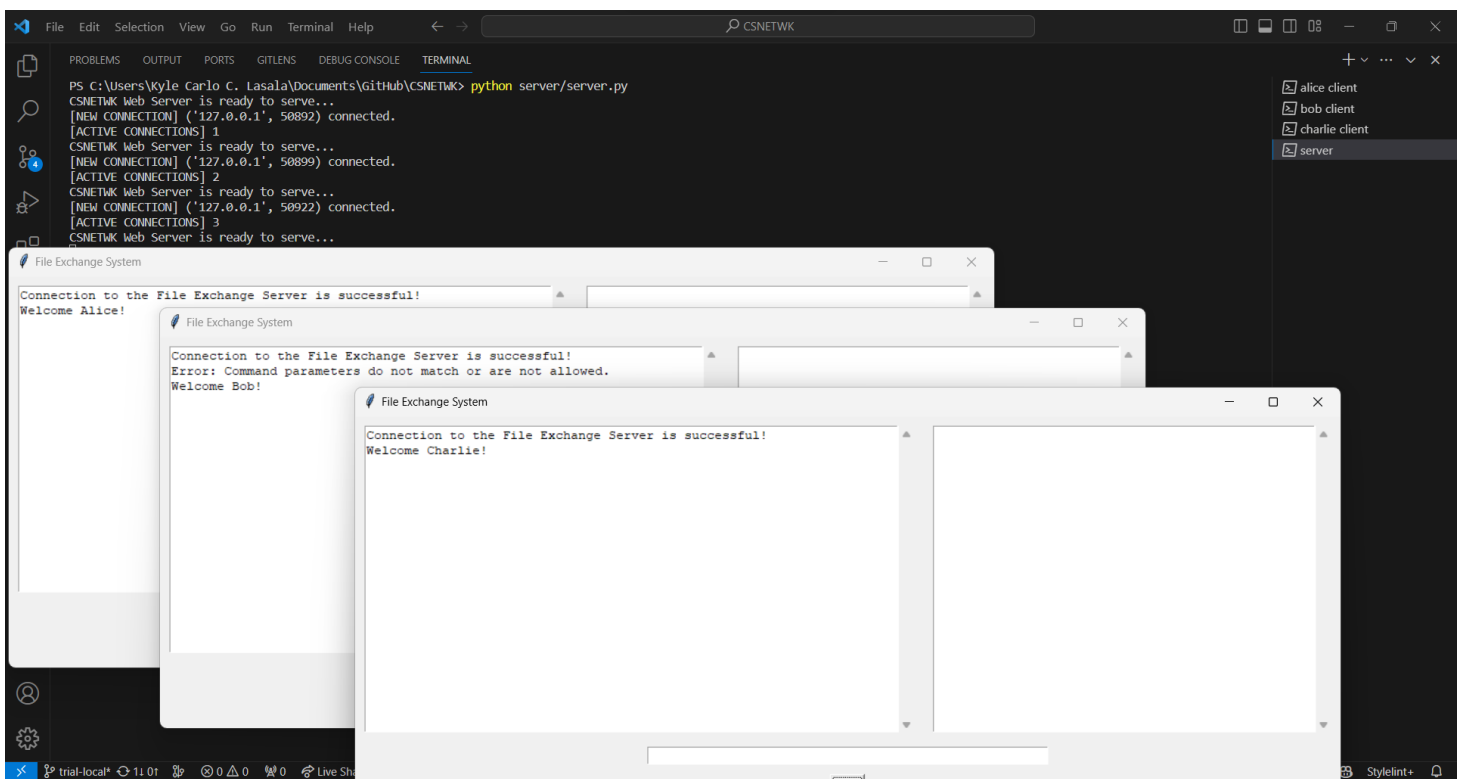 File Edit Selection View Go Run Terminal Help CSNETWK
PROBLEMS OUTPUT PORTS GITLENS DEBUG CONSOLE TERMINAL
PS C:\Users\Kyle Carlo C. Lasala\Documents\GitHub\CSNETWK> python server/server.py
CSNETWK Web Server is ready to serve...
[NEW CONNECTION] ('127.0.0.1', 50892) connected.
[ACTIVE CONNECTIONS] 1
CSNETWK Web Server is ready to serve...
[NEW CONNECTION] ('127.0.0.1', 50899) connected.
[ACTIVE CONNECTIONS] 2
CSNETWK Web Server is ready to serve...
[NEW CONNECTION] ('127.0.0.1', 50922) connected.
[ACTIVE CONNECTIONS] 3
CSNETWK Web Server is ready to serve...
alice client
bob client
charlie client
server
4
File Exchange System
Connection to the File Exchange Server is successful!
Welcome Alice!
File Exchange System
Connection to the File Exchange Server is successful!
Error: Command parameters do not match or are not allowed.
Welcome Bob!
File Exchange System
Connection to the File Exchange Server is successful!
Welcome Charlie!
trial-local* 1↓ 0↑ 0 0 0 Live Sha Stylelint+